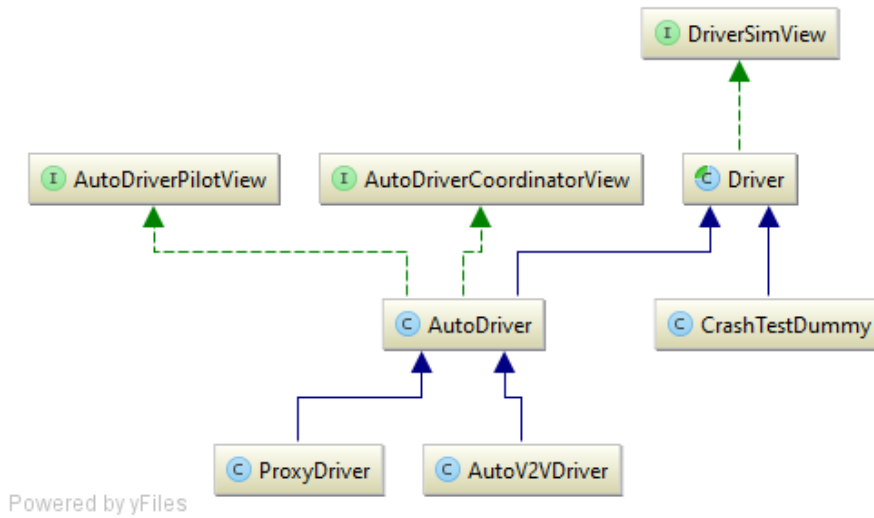 I DriverSimView
I AutoDriverPilotView
I AutoDriverCoordinatorView
C Driver
C AutoDriver
C CrashTestDummy
C ProxyDriver
C AutoV2VDriver
Powered by yFiles